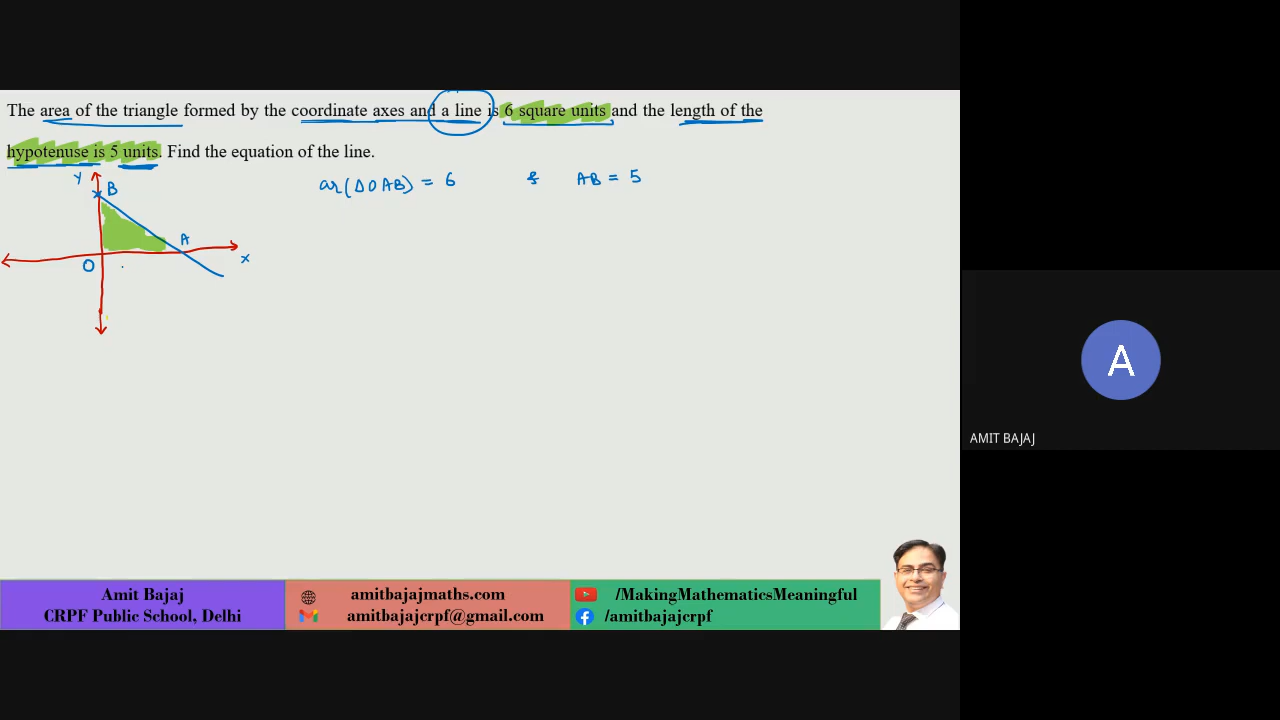 The area of the triangle formed by the coordinate axes and a line is 6 square units and the length of the
hypotenuse is 5 units. Find the equation of the line.
ar(△OAB) = 6 & AB = 5
Y
B
A
O
x
A
AMIT BAJAJ
Amit Bajaj
CRPF Public School, Delhi
amitbajajmaths.com
amitbajajcrpf@gmail.com
/MakingMathematicsMeaningful
/amitbajajcrpf